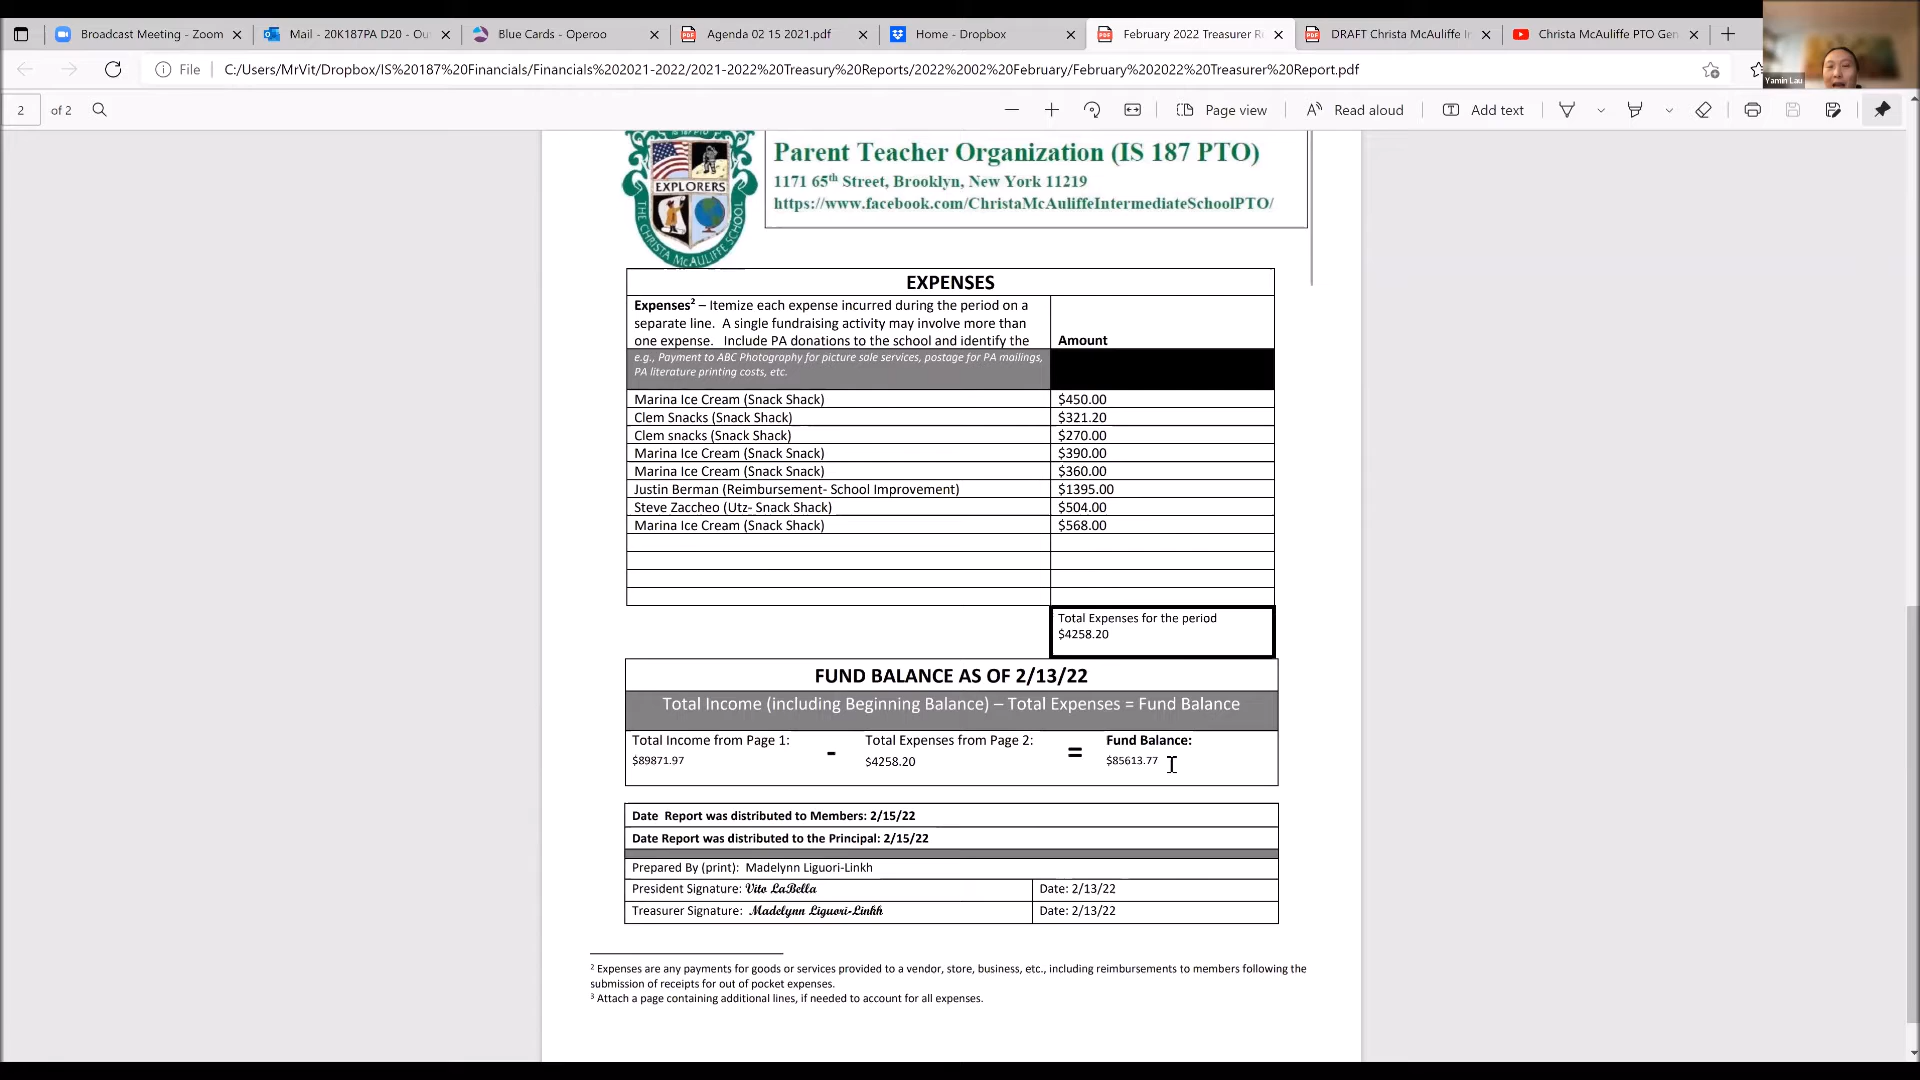 Broadcast Meeting - Zoom
Mail - 20K187PA D20 - Ou
Blue Cards - Operoo
Agenda 02 15 2021.pdf
Home - Dropbox
February 2022 Treasurer R
DRAFT Christa McAuliffe In
Christa McAuliffe PTO Gen
File
C:/Users/MrVit/Dropbox/IS%20187%20Financials/Financials%202021-2022/2021-2022%20Treasury%20Reports/2022%2002%20February/February%202022%20Treasurer%20Report.pdf
Yamin Lau
2 of 2
Page view
Read aloud
Add text
EXPLORERS
THE CHRISTA McAULIFFE SCHOOL
Parent Teacher Organization (IS 187 PTO)
1171 65th Street, Brooklyn, New York 11219
https://www.facebook.com/ChristaMcAuliffeIntermediateSchoolPTO/
EXPENSES
Expenses2 – Itemize each expense incurred during the period on a
separate line. A single fundraising activity may involve more than
one expense. Include PA donations to the school and identify the
Amount
e.g., Payment to ABC Photography for picture sale services, postage for PA mailings,
PA literature printing costs, etc.
Marina Ice Cream (Snack Shack) $450.00
Clem Snacks (Snack Shack) $321.20
Clem snacks (Snack Shack) $270.00
Marina Ice Cream (Snack Snack) $390.00
Marina Ice Cream (Snack Snack) $360.00
Justin Berman (Reimbursement- School Improvement) $1395.00
Steve Zaccheo (Utz- Snack Shack) $504.00
Marina Ice Cream (Snack Shack) $568.00
Total Expenses for the period
$4258.20
FUND BALANCE AS OF 2/13/22
Total Income (including Beginning Balance) – Total Expenses = Fund Balance
Total Income from Page 1: - Total Expenses from Page 2: = Fund Balance:
$89871.97 $4258.20 $85613.77
Date Report was distributed to Members: 2/15/22
Date Report was distributed to the Principal: 2/15/22
Prepared By (print): Madelynn Liguori-Linkh
President Signature: Vito LaBella Date: 2/13/22
Treasurer Signature: Madelynn Liguori-Linkh Date: 2/13/22
2 Expenses are any payments for goods or services provided to a vendor, store, business, etc., including reimbursements to members following the
submission of receipts for out of pocket expenses.
3 Attach a page containing additional lines, if needed to account for all expenses.